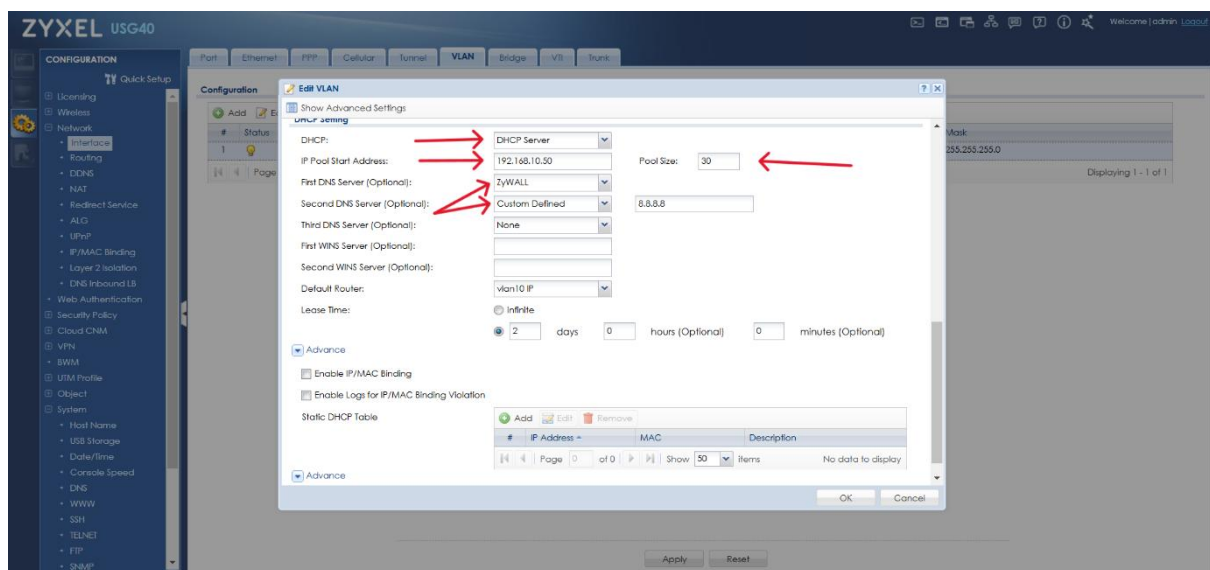 ZYXEL USG40
Welcome | admin Logout
CONFIGURATION
Quick Setup
Licensing
Wireless
Network
Interface
Routing
DDNS
NAT
Redirect Service
ALG
UPnP
IP/MAC Binding
Layer 2 Isolation
DNS Inbound LB
Web Authentication
Security Policy
Cloud CNM
VPN
BWM
UTM Profile
Object
System
Host Name
USB Storage
Date/Time
Console Speed
DNS
WWW
SSH
TELNET
FTP
SNMP
Port Ethernet PPP Cellular Tunnel VLAN Bridge VTI Trunk
Configuration
Add
# Status Mask
1 255.255.255.0
Page Displaying 1 - 1 of 1
Edit VLAN
Show Advanced Settings
DHCP Setting
DHCP: DHCP Server
IP Pool Start Address: 192.168.10.50 Pool Size: 30
First DNS Server (Optional): ZyWALL
Second DNS Server (Optional): Custom Defined 8.8.8.8
Third DNS Server (Optional): None
First WINS Server (Optional):
Second WINS Server (Optional):
Default Router: vlan10 IP
Lease Time: infinite
2 days 0 hours (Optional) 0 minutes (Optional)
Advance
Enable IP/MAC Binding
Enable Logs for IP/MAC Binding Violation
Static DHCP Table
Add Edit Remove
# IP Address MAC Description
Page 0 of 0 Show 50 items No data to display
Advance
OK Cancel
Apply Reset